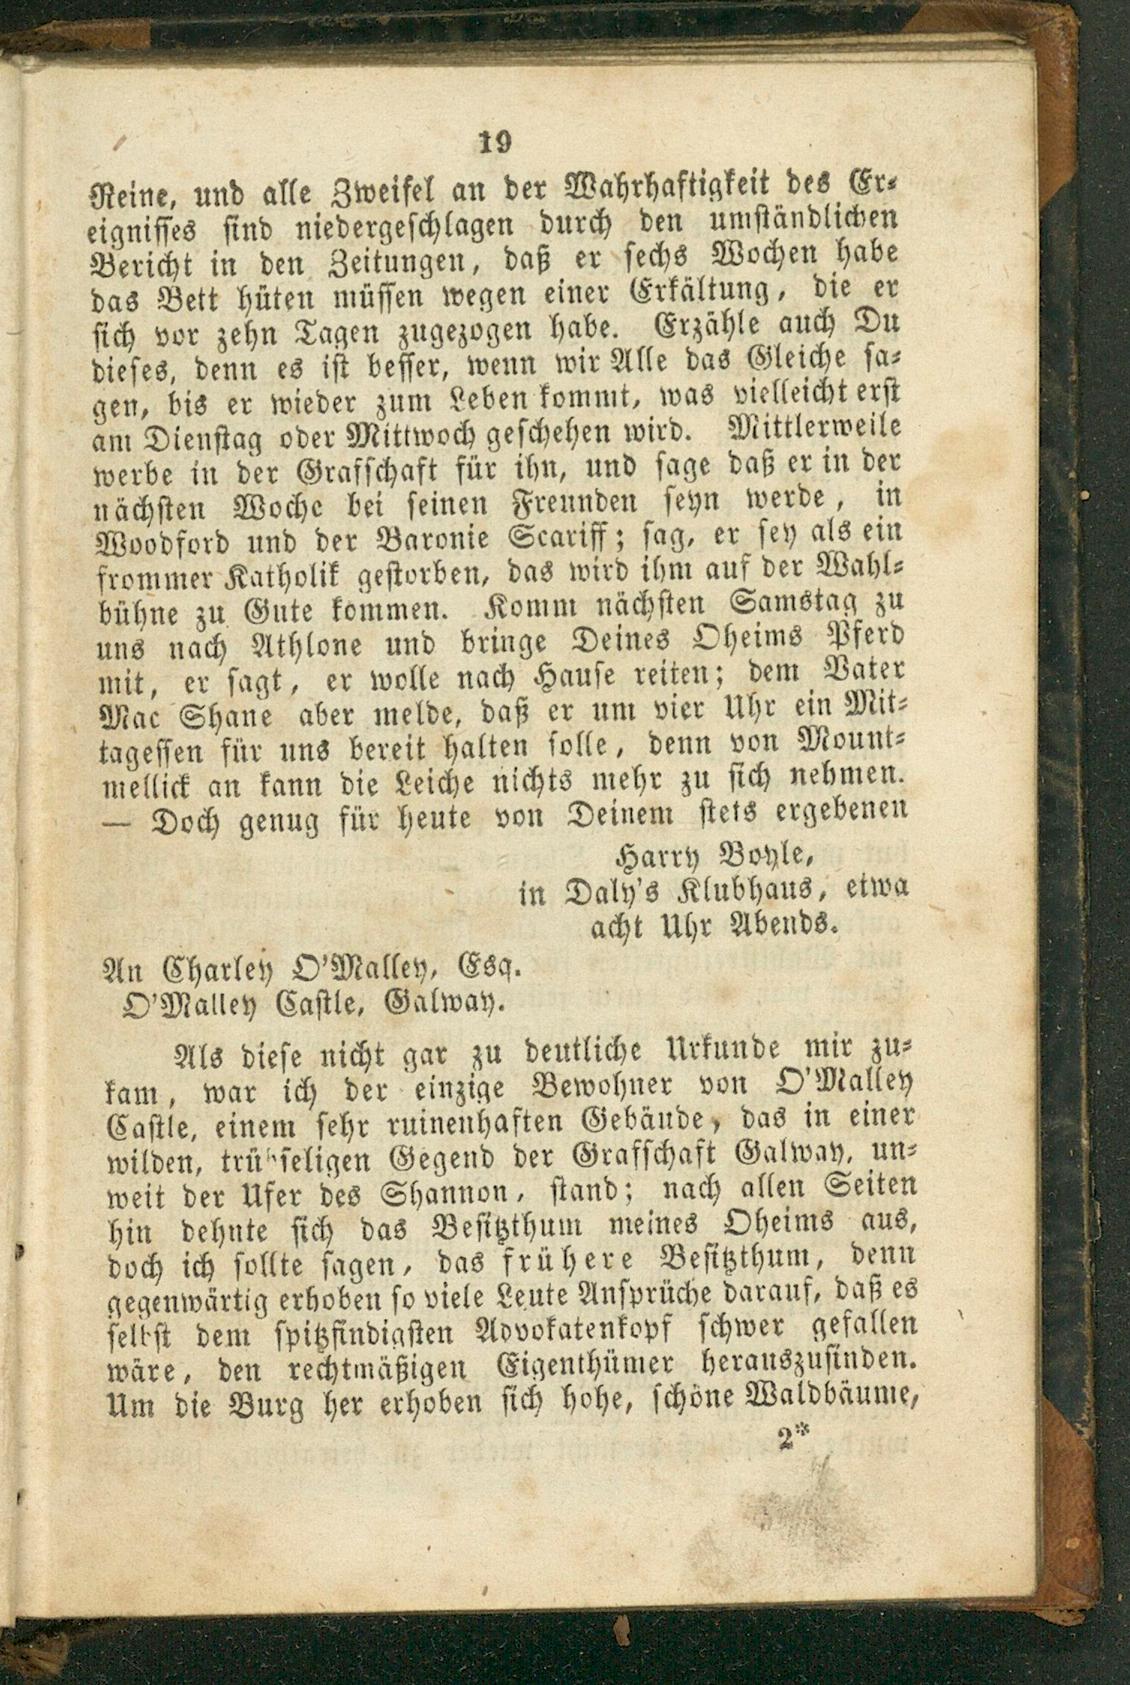 19
Reine, und alle Zweifel an der Wahrhaftigkeit des Er-
eignisses sind niedergeschlagen durch den umständlichen
Bericht in den Zeitungen, daß er sechs Wochen habe
das Bett hüten müssen wegen einer Erkältung, die er
sich vor zehn Tagen zugezogen habe. Erzähle auch Du
dieses, denn es ist besser, wenn wir Alle das Gleiche sa-
gen, bis er wieder zum Leben kommt, was vielleicht erst
am Dienstag oder Mittwoch geschehen wird. Mittlerweile
werbe in der Grafschaft für ihn, und sage daß er in der
nächsten Woche bei seinen Freunden seyn werde, in
Woodford und der Baronie Scariff; sag, er sey als ein
frommer Katholik gestorben, das wird ihm auf der Wahl-
bühne zu Gute kommen. Komm nächsten Samstag zu
uns nach Athlone und bringe Deines Oheims Pferd
mit, er sagt, er wolle nach Hause reiten; dem Vater
Mac Shane aber melde, daß er um vier Uhr ein Mit-
tagessen für uns bereit halten solle, denn von Mount-
mellick an kann die Leiche nichts mehr zu sich nehmen.
— Doch genug für heute von Deinem stets ergebenen
Harry Boyle,
in Daly's Klubhaus, etwa
acht Uhr Abends.
An Charley O'Malley, Esq.
O'Malley Castle, Galway.
Als diese nicht gar zu deutliche Urkunde mir zu-
kam, war ich der einzige Bewohner von O'Malley
Castle, einem sehr ruinenhaften Gebäude, das in einer
wilden, trübseligen Gegend der Grafschaft Galway, un-
weit der Ufer des Shannon, stand; nach allen Seiten
hin dehnte sich das Besitzthum meines Oheims aus,
doch ich sollte sagen, das frühere Besitzthum, denn
gegenwärtig erhoben so viele Leute Ansprüche darauf, daß es
selbst dem spitzfindigsten Advokatenkopf schwer gefallen
wäre, den rechtmäßigen Eigenthümer herauszufinden.
Um die Burg her erhoben sich hohe, schöne Waldbäume,
2*